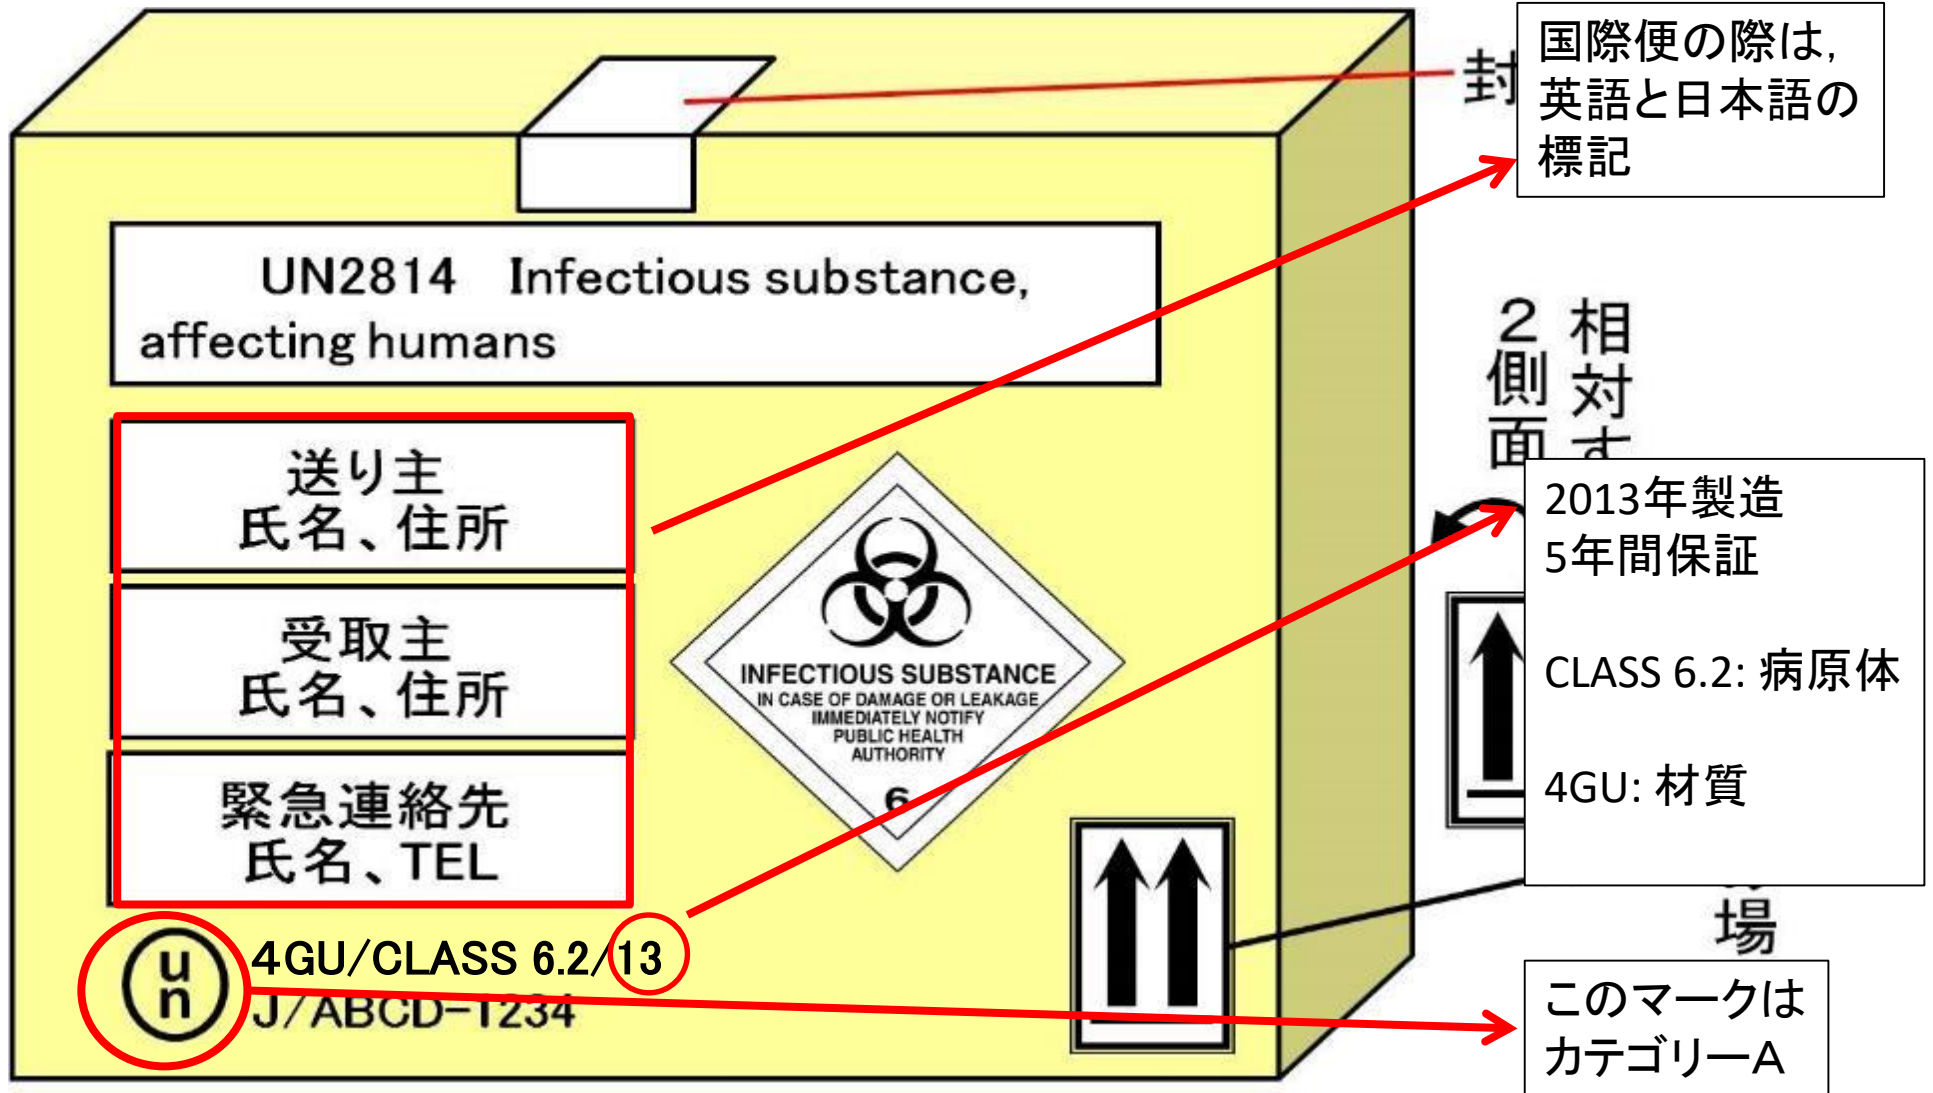 国際便の際は,
英語と日本語の
標記
封
UN2814 Infectious substance,
affecting humans
送り主
氏名、住所
受取主
氏名、住所
緊急連絡先
氏名、TEL
INFECTIOUS SUBSTANCE
IN CASE OF DAMAGE OR LEAKAGE
IMMEDIATELY NOTIFY
PUBLIC HEALTH
AUTHORITY
6
un
4GU/CLASS 6.2/13
J/ABCD-1234
相対す
2側面
2013年製造
5年間保証
CLASS 6.2: 病原体
4GU: 材質
場
このマークは
カテゴリーA